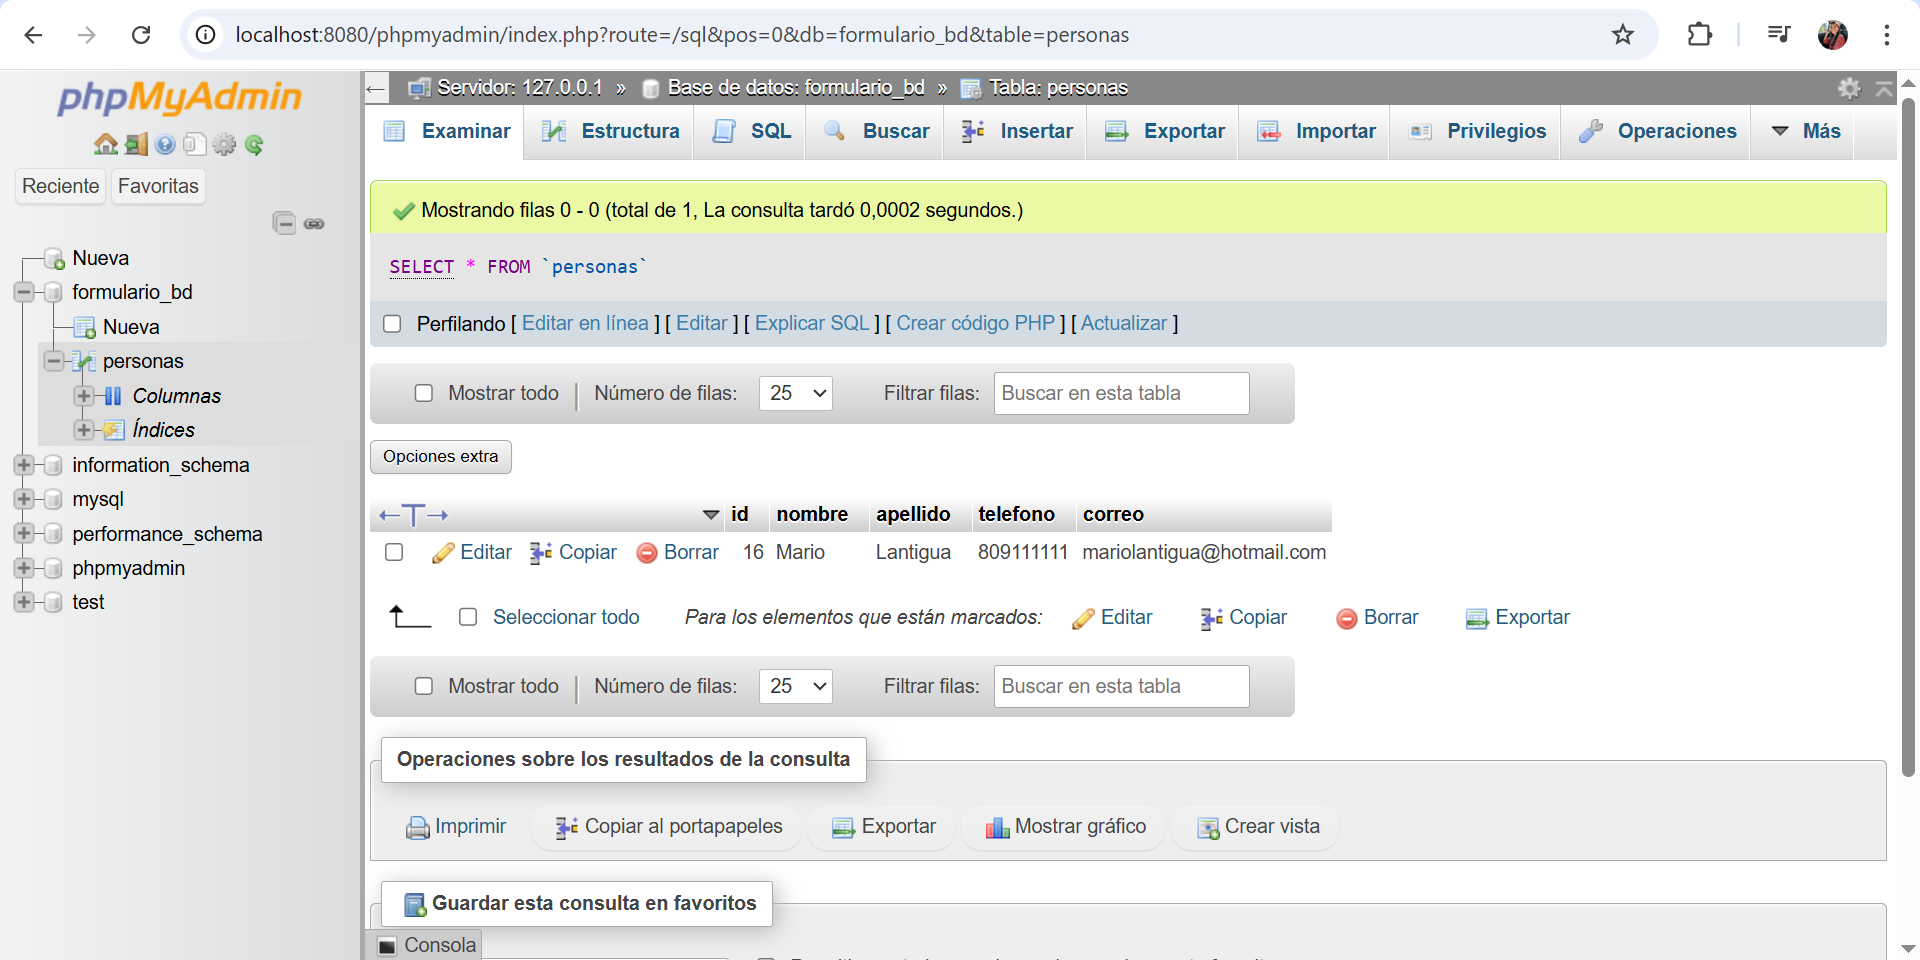 localhost:8080/phpmyadmin/index.php?route=/sql&pos=0&db=formulario_bd&table=personas
phpMyAdmin
Reciente Favoritas
Nueva
formulario_bd
Nueva
personas
Columnas
Índices
information_schema
mysql
performance_schema
phpmyadmin
test
Servidor: 127.0.0.1 » Base de datos: formulario_bd » Tabla: personas
Examinar Estructura SQL Buscar Insertar Exportar Importar Privilegios Operaciones Más
Mostrando filas 0 - 0 (total de 1, La consulta tardó 0,0002 segundos.)
SELECT * FROM `personas`
Perfilando [ Editar en línea ] [ Editar ] [ Explicar SQL ] [ Crear código PHP ] [ Actualizar ]
Mostrar todo Número de filas: 25 Filtrar filas: Buscar en esta tabla
Opciones extra
←T→ id nombre apellido telefono correo
Editar Copiar Borrar 16 Mario Lantigua 809111111 mariolantigua@hotmail.com
Seleccionar todo Para los elementos que están marcados: Editar Copiar Borrar Exportar
Mostrar todo Número de filas: 25 Filtrar filas: Buscar en esta tabla
Operaciones sobre los resultados de la consulta
Imprimir Copiar al portapapeles Exportar Mostrar gráfico Crear vista
Guardar esta consulta en favoritos
Consola